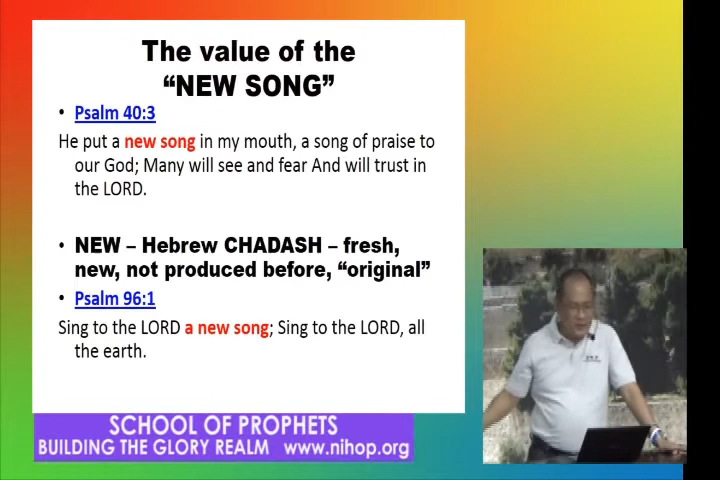 The value of the
“NEW SONG”
• Psalm 40:3
He put a new song in my mouth, a song of praise to
our God; Many will see and fear And will trust in
the LORD.
• NEW – Hebrew CHADASH – fresh,
new, not produced before, “original”
• Psalm 96:1
Sing to the LORD a new song; Sing to the LORD, all
the earth.
SCHOOL OF PROPHETS
BUILDING THE GLORY REALM www.nihop.org